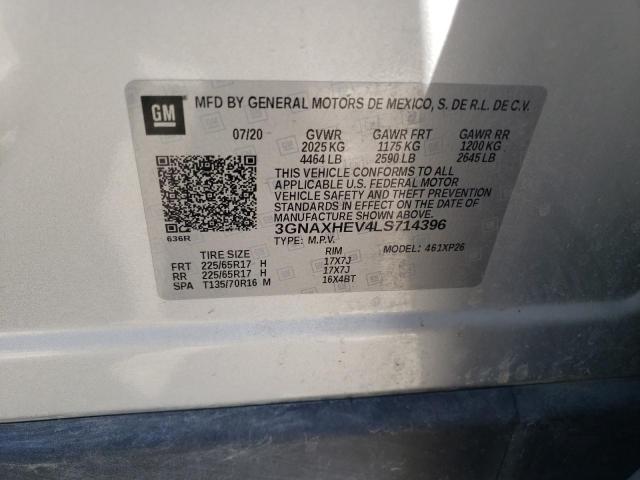 GM MFD BY GENERAL MOTORS DE MEXICO, S. DE R.L. DE C.V.
07/20 GVWR GAWR FRT GAWR RR
2025 KG 1175 KG 1200 KG
4464 LB 2590 LB 2645 LB
THIS VEHICLE CONFORMS TO ALL
APPLICABLE U.S. FEDERAL MOTOR
VEHICLE SAFETY AND THEFT PREVENTION
STANDARDS IN EFFECT ON THE DATE OF
MANUFACTURE SHOWN ABOVE.
3GNAXHEV4LS714396
636R TYPE: M.P.V. MODEL: 461XP26
TIRE SIZE RIM
FRT 225/65R17 H 17X7J
RR 225/65R17 H 17X7J
SPA T135/70R16 M 16X4BT